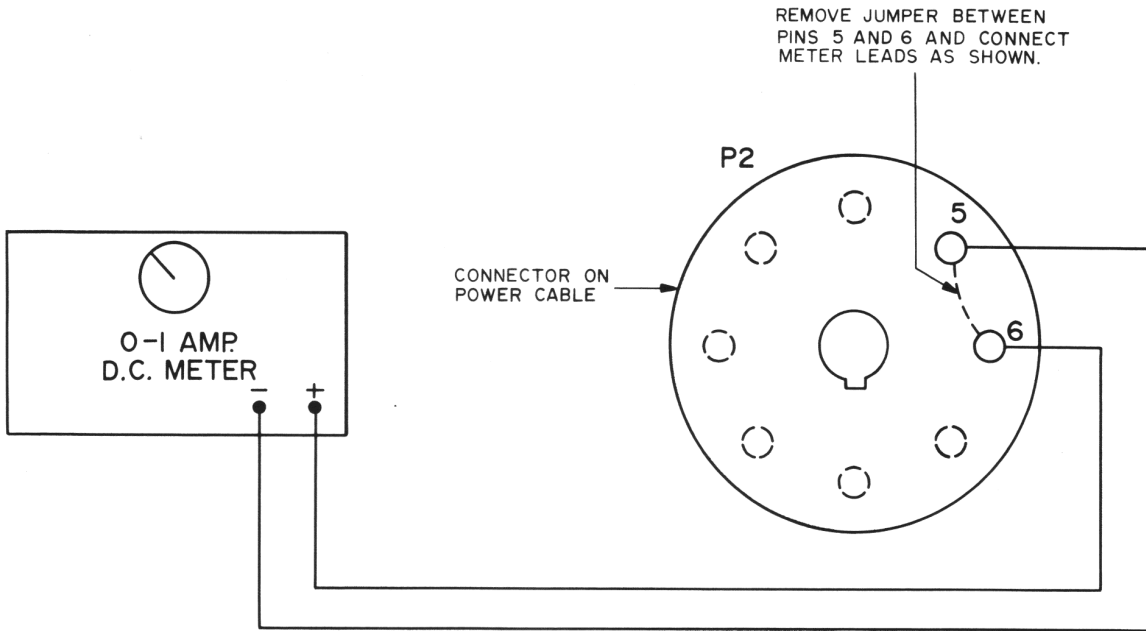 REMOVE JUMPER BETWEEN
PINS 5 AND 6 AND CONNECT
METER LEADS AS SHOWN.
P2
5
CONNECTOR ON
POWER CABLE
6
0-1 AMP.
D.C. METER
- +